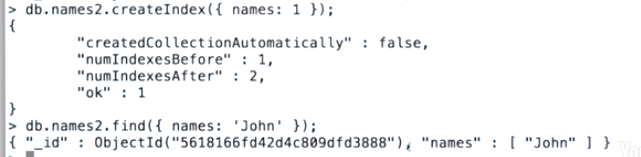 > db.names2.createIndex({ names: 1 });
{
        "createdCollectionAutomatically" : false,
        "numIndexesBefore" : 1,
        "numIndexesAfter" : 2,
        "ok" : 1
}
> db.names2.find({ names: 'John' });
{ "_id" : ObjectId("5618166fd42d4c809dfd3888"), "names" : [ "John" ] }